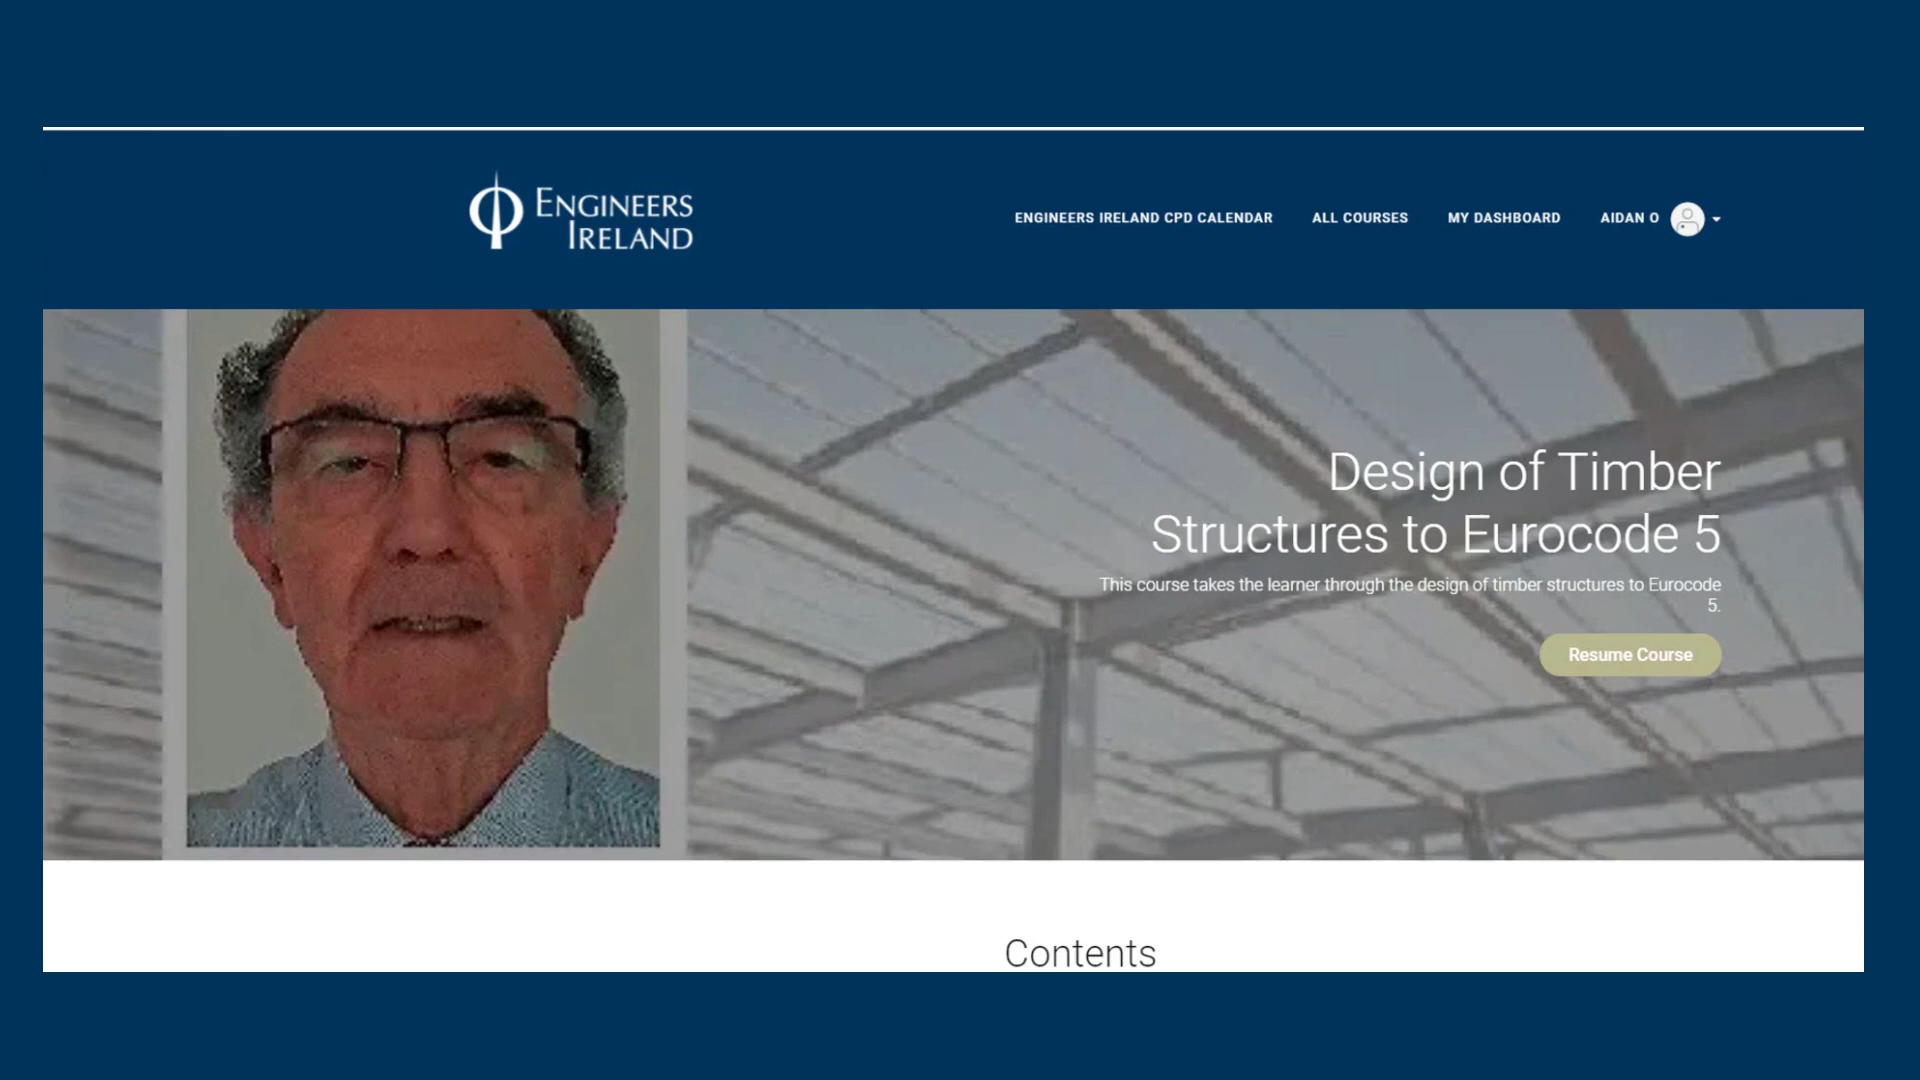 ENGINEERS
IRELAND
ENGINEERS IRELAND CPD CALENDAR
ALL COURSES
MY DASHBOARD
AIDAN O
Design of Timber
Structures to Eurocode 5
This course takes the learner through the design of timber structures to Eurocode
5.
Resume Course
Contents